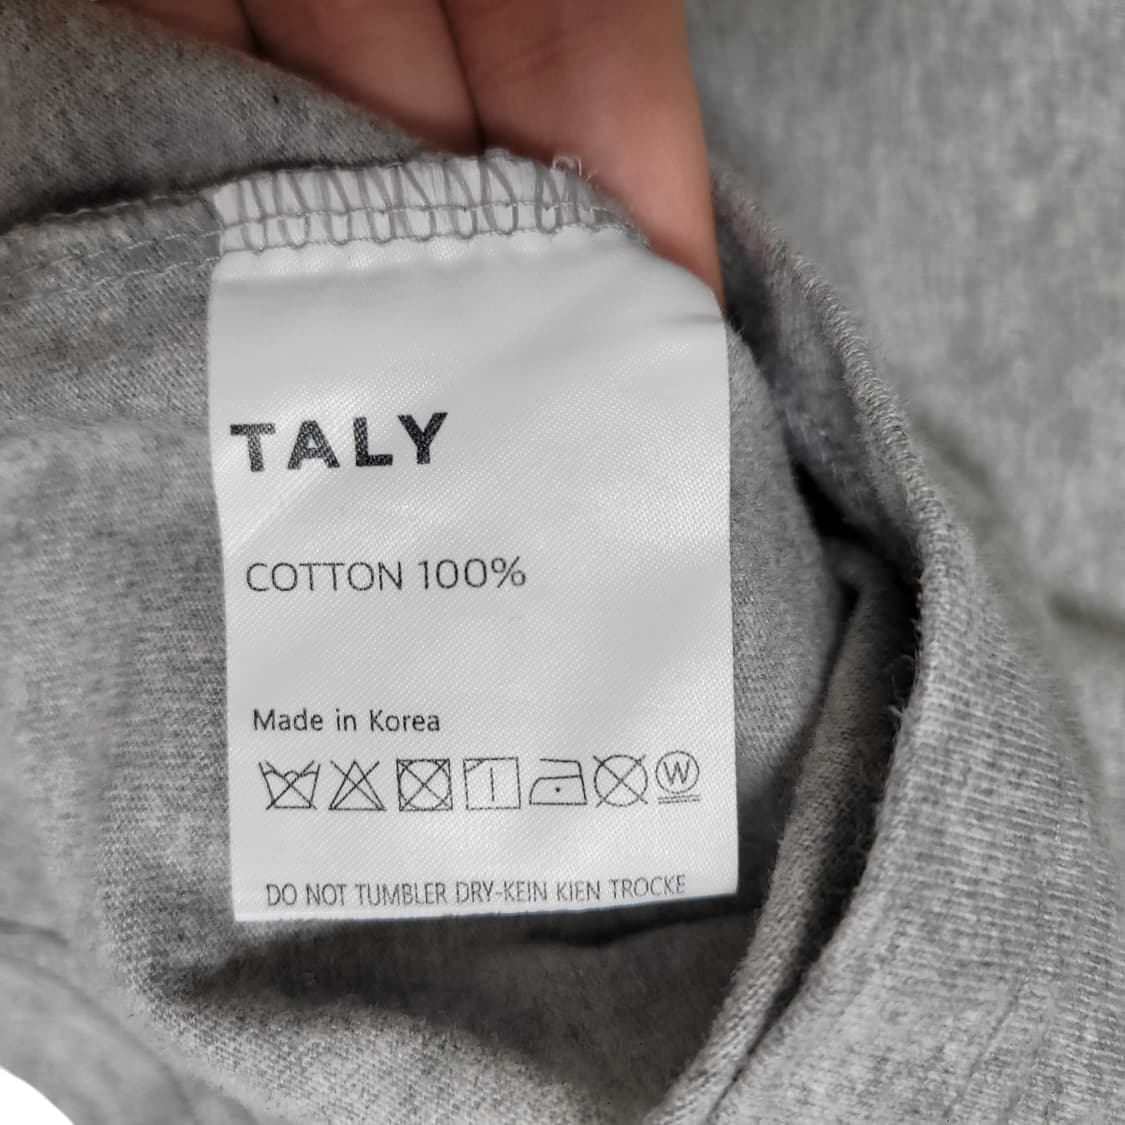 TALY
COTTON 100%
Made in Korea
W
DO NOT TUMBLER DRY-KEIN KIEN TROCKE